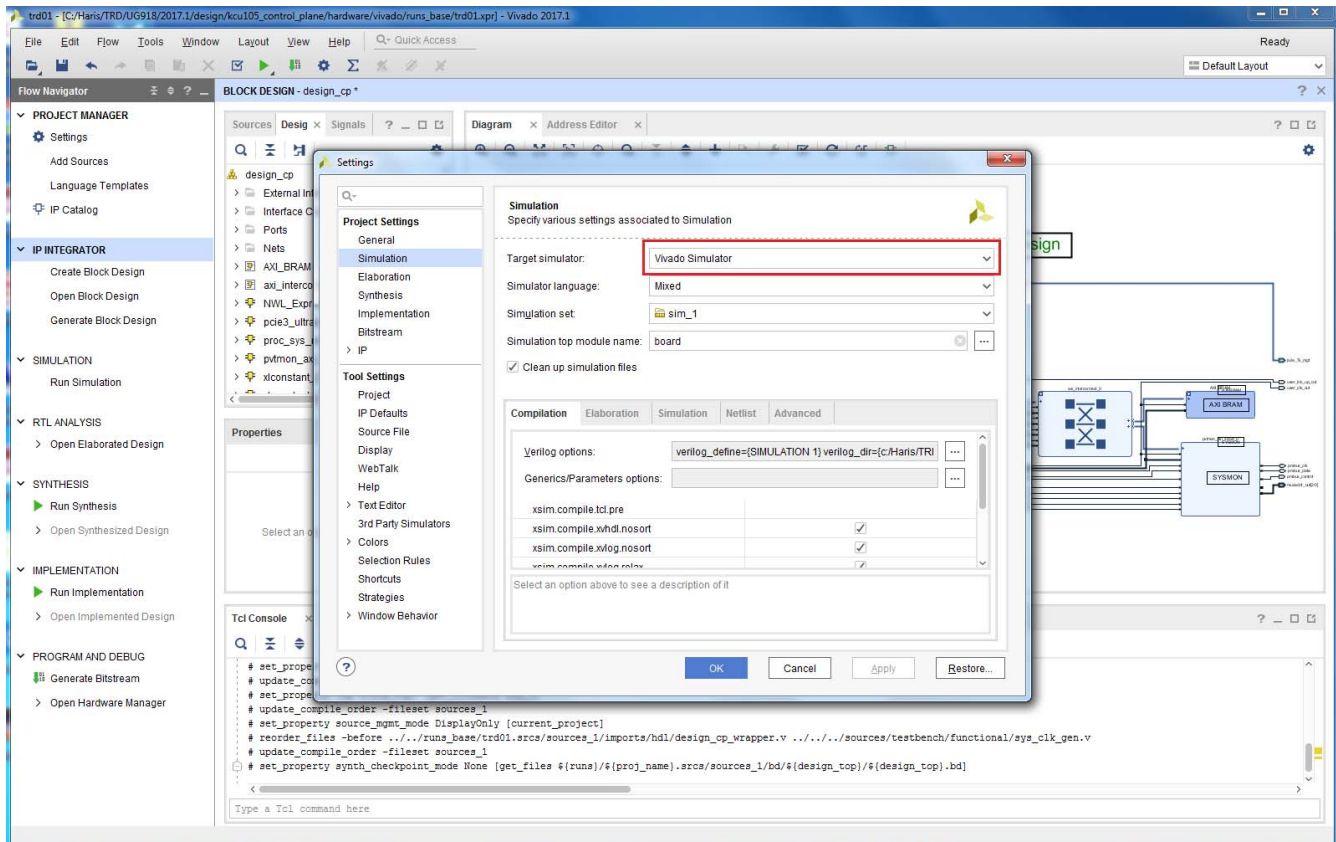 trd01 - [C:/Haris/TRD/UG918/2017.1/design/kcu105_control_plane/hardware/vivado/runs_base/trd01.xpr] - Vivado 2017.1
File Edit Flow Tools Window Layout View Help Quick Access Ready
Default Layout
Flow Navigator
BLOCK DESIGN - design_cp *
PROJECT MANAGER
Settings
Add Sources
Language Templates
IP Catalog
IP INTEGRATOR
Create Block Design
Open Block Design
Generate Block Design
SIMULATION
Run Simulation
RTL ANALYSIS
Open Elaborated Design
SYNTHESIS
Run Synthesis
Open Synthesized Design
IMPLEMENTATION
Run Implementation
Open Implemented Design
PROGRAM AND DEBUG
Generate Bitstream
Open Hardware Manager
Sources Desig Signals
design_cp
External Int
Interface C
Ports
Nets
AXI_BRAM
axi_interco
NWL_Expr
pcie3_ultra
proc_sys_
pvtmon_ax
xlconstant_
Properties
Select an o
Diagram Address Editor
sign
AXI BRAM
SYSMON
Settings
Project Settings
General
Simulation
Elaboration
Synthesis
Implementation
Bitstream
IP
Tool Settings
Project
IP Defaults
Source File
Display
WebTalk
Help
Text Editor
3rd Party Simulators
Colors
Selection Rules
Shortcuts
Strategies
Window Behavior
Simulation
Specify various settings associated to Simulation
Target simulator: Vivado Simulator
Simulator language: Mixed
Simulation set: sim_1
Simulation top module name: board
Clean up simulation files
Compilation Elaboration Simulation Netlist Advanced
Verilog options: verilog_define={SIMULATION 1} verilog_dir={c:/Haris/TRI
Generics/Parameters options:
xsim.compile.tcl.pre
xsim.compile.xvhdl.nosort
xsim.compile.xvlog.nosort
xsim.compile.xvlog.relax
Select an option above to see a description of it
OK Cancel Apply Restore...
Tcl Console
# set_prope
# update_co
# set_prope
# update_compile_order -fileset sources_1
# set_property source_mgmt_mode DisplayOnly [current_project]
# reorder_files -before ../../runs_base/trd01.srcs/sources_1/imports/hdl/design_cp_wrapper.v ../../../sources/testbench/functional/sys_clk_gen.v
# update_compile_order -fileset sources_1
# set_property synth_checkpoint_mode None [get_files ${runs}/${proj_name}.srcs/sources_1/bd/${design_top}/${design_top}.bd]
Type a Tcl command here